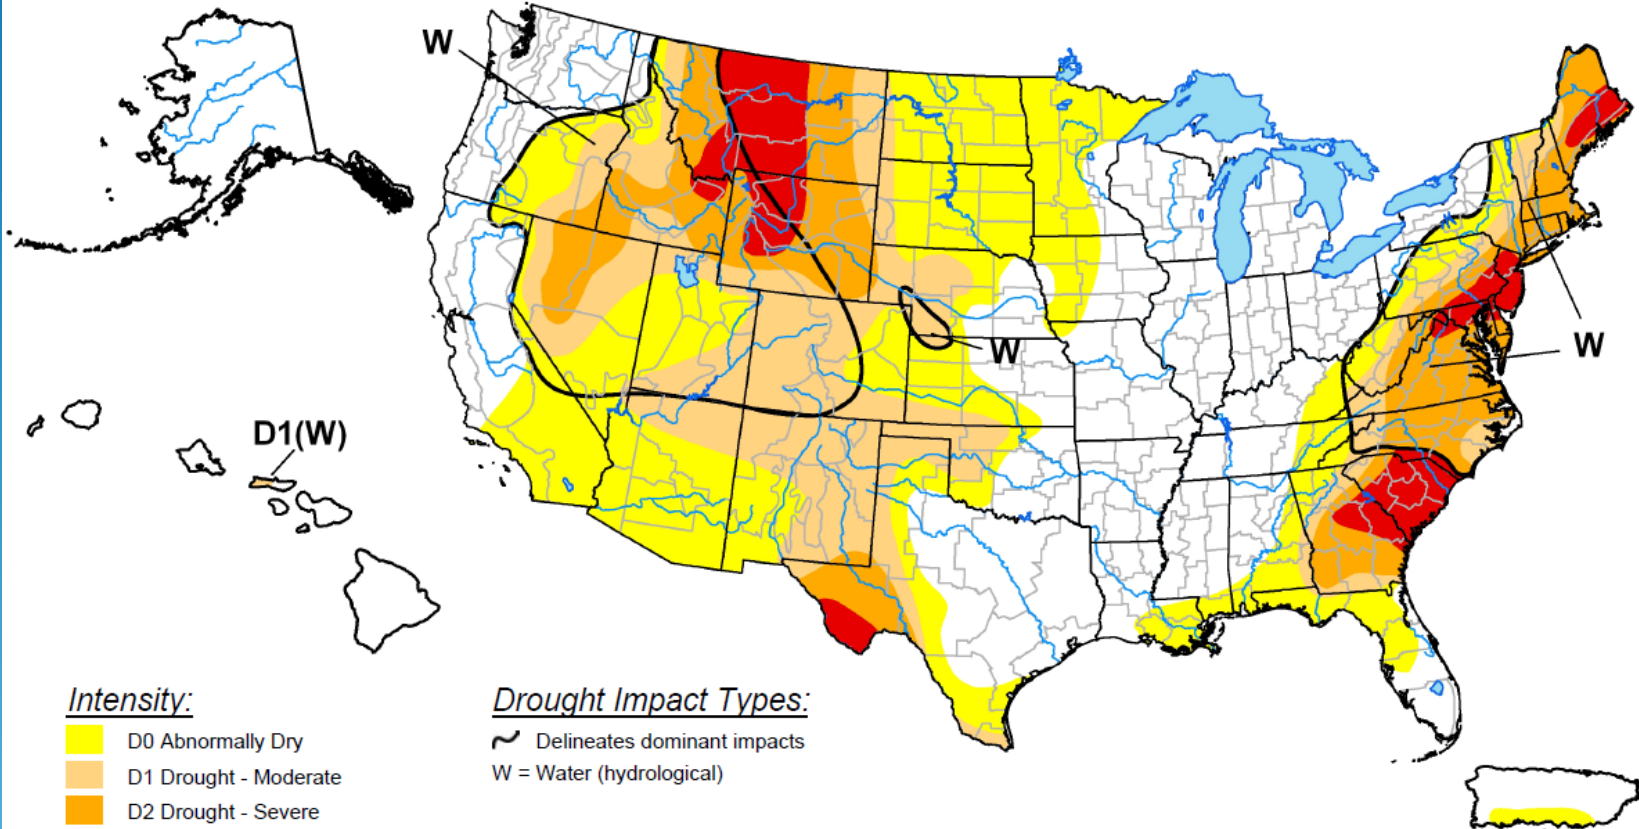 W
D1(W)
W
W
Intensity:
D0 Abnormally Dry
D1 Drought - Moderate
D2 Drought - Severe
Drought Impact Types:
Delineates dominant impacts
W = Water (hydrological)